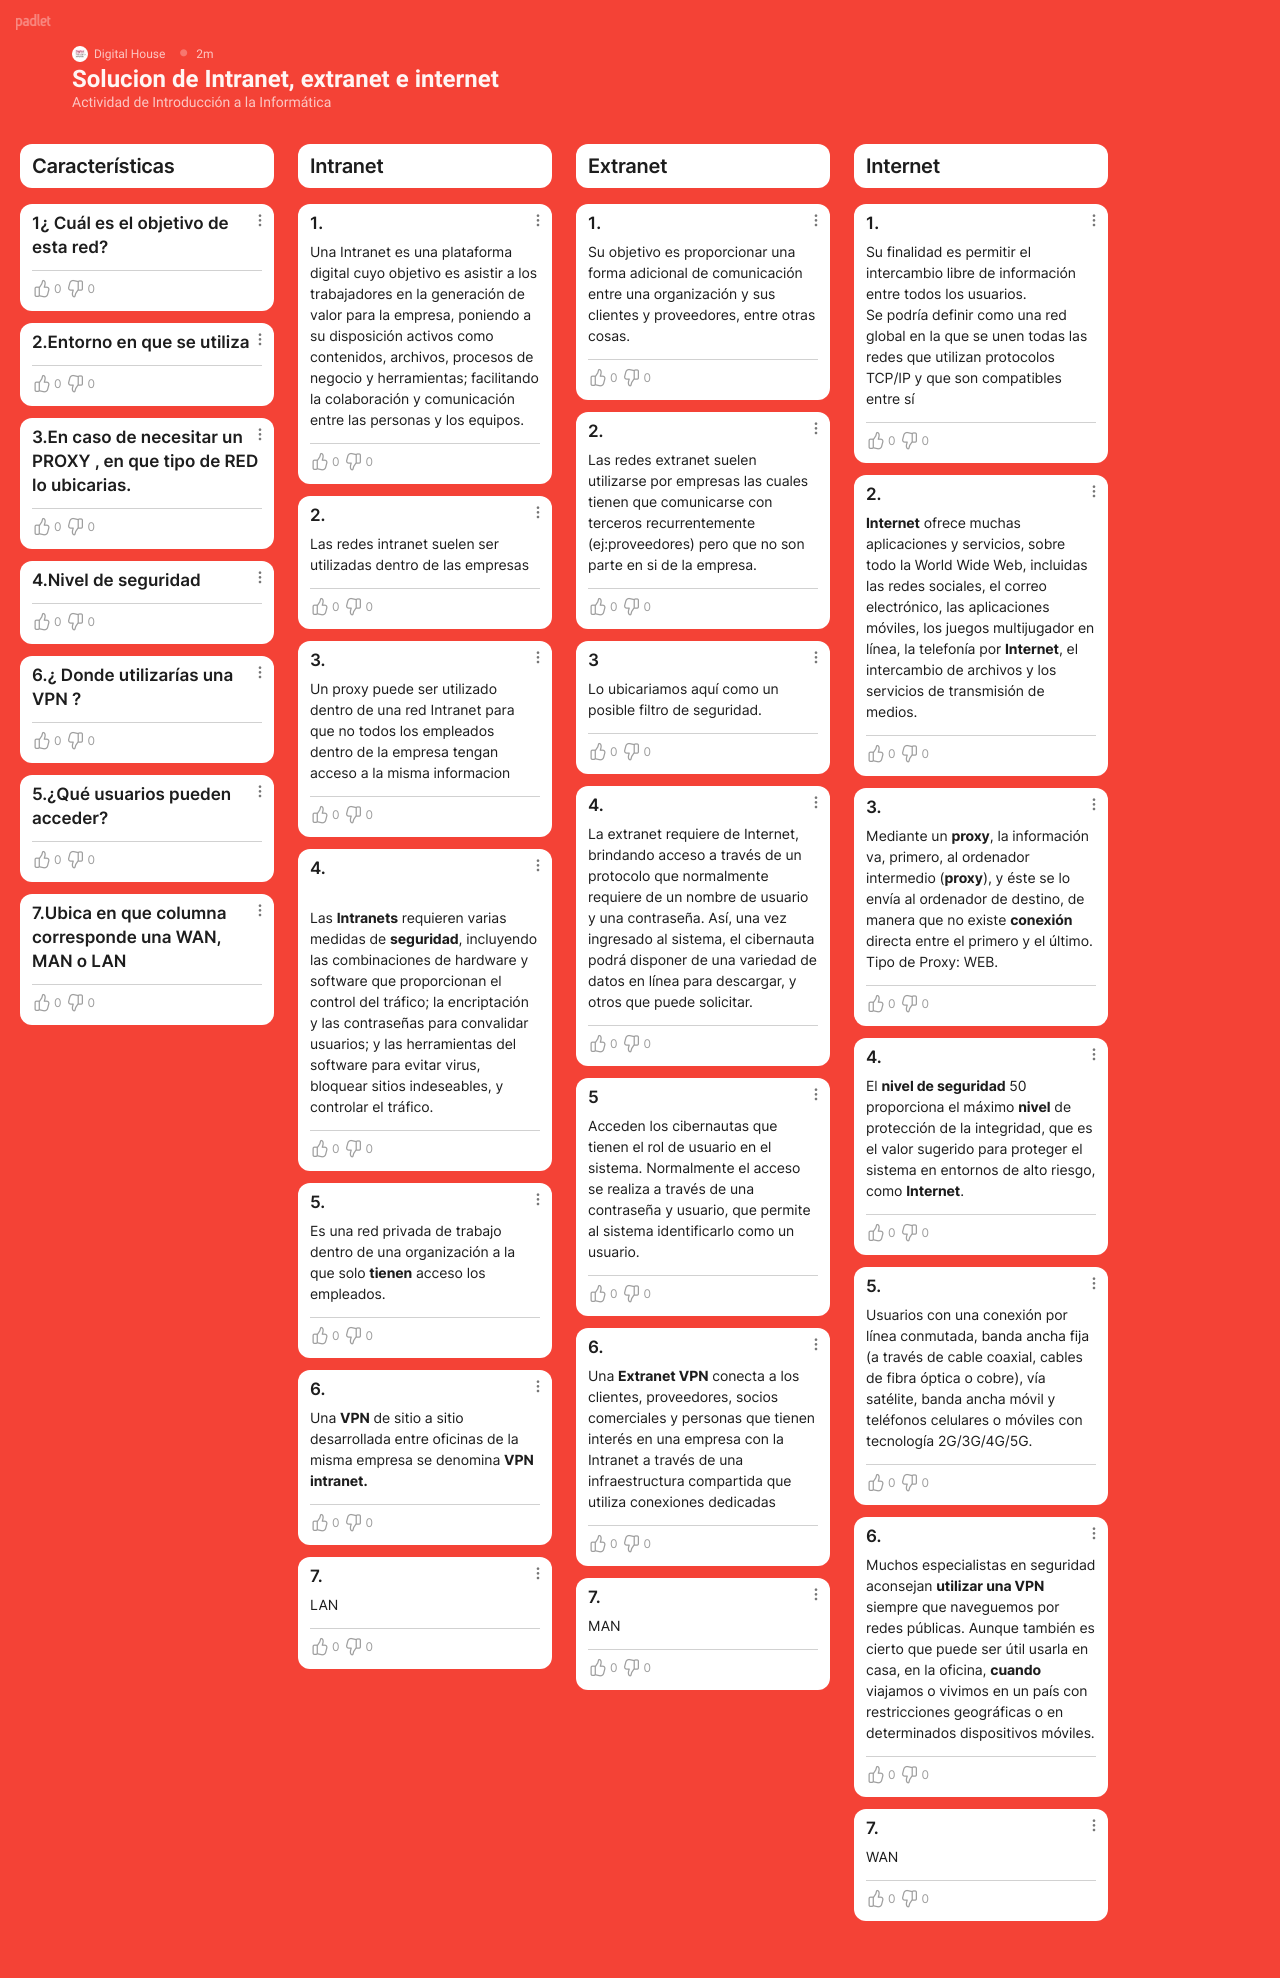 padlet
Digital House
2m
Solucion de Intranet, extranet e internet
Actividad de Introducción a la Informática
Características
1¿ Cuál es el objetivo de
esta red?
0 0
2.Entorno en que se utiliza
0 0
3.En caso de necesitar un
PROXY , en que tipo de RED
lo ubicarias.
0 0
4.Nivel de seguridad
0 0
6.¿ Donde utilizarías una
VPN ?
0 0
5.¿Qué usuarios pueden
acceder?
0 0
7.Ubica en que columna
corresponde una WAN,
MAN o LAN
0 0
Intranet
1.
Una Intranet es una plataforma
digital cuyo objetivo es asistir a los
trabajadores en la generación de
valor para la empresa, poniendo a
su disposición activos como
contenidos, archivos, procesos de
negocio y herramientas; facilitando
la colaboración y comunicación
entre las personas y los equipos.
0 0
2.
Las redes intranet suelen ser
utilizadas dentro de las empresas
0 0
3.
Un proxy puede ser utilizado
dentro de una red Intranet para
que no todos los empleados
dentro de la empresa tengan
acceso a la misma informacion
0 0
4.
Las Intranets requieren varias
medidas de seguridad, incluyendo
las combinaciones de hardware y
software que proporcionan el
control del tráfico; la encriptación
y las contraseñas para convalidar
usuarios; y las herramientas del
software para evitar virus,
bloquear sitios indeseables, y
controlar el tráfico.
0 0
5.
Es una red privada de trabajo
dentro de una organización a la
que solo tienen acceso los
empleados.
0 0
6.
Una VPN de sitio a sitio
desarrollada entre oficinas de la
misma empresa se denomina VPN
intranet.
0 0
7.
LAN
0 0
Extranet
1.
Su objetivo es proporcionar una
forma adicional de comunicación
entre una organización y sus
clientes y proveedores, entre otras
cosas.
0 0
2.
Las redes extranet suelen
utilizarse por empresas las cuales
tienen que comunicarse con
terceros recurrentemente
(ej:proveedores) pero que no son
parte en si de la empresa.
0 0
3
Lo ubicariamos aquí como un
posible filtro de seguridad.
0 0
4.
La extranet requiere de Internet,
brindando acceso a través de un
protocolo que normalmente
requiere de un nombre de usuario
y una contraseña. Así, una vez
ingresado al sistema, el cibernauta
podrá disponer de una variedad de
datos en línea para descargar, y
otros que puede solicitar.
0 0
5
Acceden los cibernautas que
tienen el rol de usuario en el
sistema. Normalmente el acceso
se realiza a través de una
contraseña y usuario, que permite
al sistema identificarlo como un
usuario.
0 0
6.
Una Extranet VPN conecta a los
clientes, proveedores, socios
comerciales y personas que tienen
interés en una empresa con la
Intranet a través de una
infraestructura compartida que
utiliza conexiones dedicadas
0 0
7.
MAN
0 0
Internet
1.
Su finalidad es permitir el
intercambio libre de información
entre todos los usuarios.
Se podría definir como una red
global en la que se unen todas las
redes que utilizan protocolos
TCP/IP y que son compatibles
entre sí
0 0
2.
Internet ofrece muchas
aplicaciones y servicios, sobre
todo la World Wide Web, incluidas
las redes sociales, el correo
electrónico, las aplicaciones
móviles, los juegos multijugador en
línea, la telefonía por Internet, el
intercambio de archivos y los
servicios de transmisión de
medios.
0 0
3.
Mediante un proxy, la información
va, primero, al ordenador
intermedio (proxy), y éste se lo
envía al ordenador de destino, de
manera que no existe conexión
directa entre el primero y el último.
Tipo de Proxy: WEB.
0 0
4.
El nivel de seguridad 50
proporciona el máximo nivel de
protección de la integridad, que es
el valor sugerido para proteger el
sistema en entornos de alto riesgo,
como Internet.
0 0
5.
Usuarios con una conexión por
línea conmutada, banda ancha fija
(a través de cable coaxial, cables
de fibra óptica o cobre), vía
satélite, banda ancha móvil y
teléfonos celulares o móviles con
tecnología 2G/3G/4G/5G.
0 0
6.
Muchos especialistas en seguridad
aconsejan utilizar una VPN
siempre que naveguemos por
redes públicas. Aunque también es
cierto que puede ser útil usarla en
casa, en la oficina, cuando
viajamos o vivimos en un país con
restricciones geográficas o en
determinados dispositivos móviles.
0 0
7.
WAN
0 0